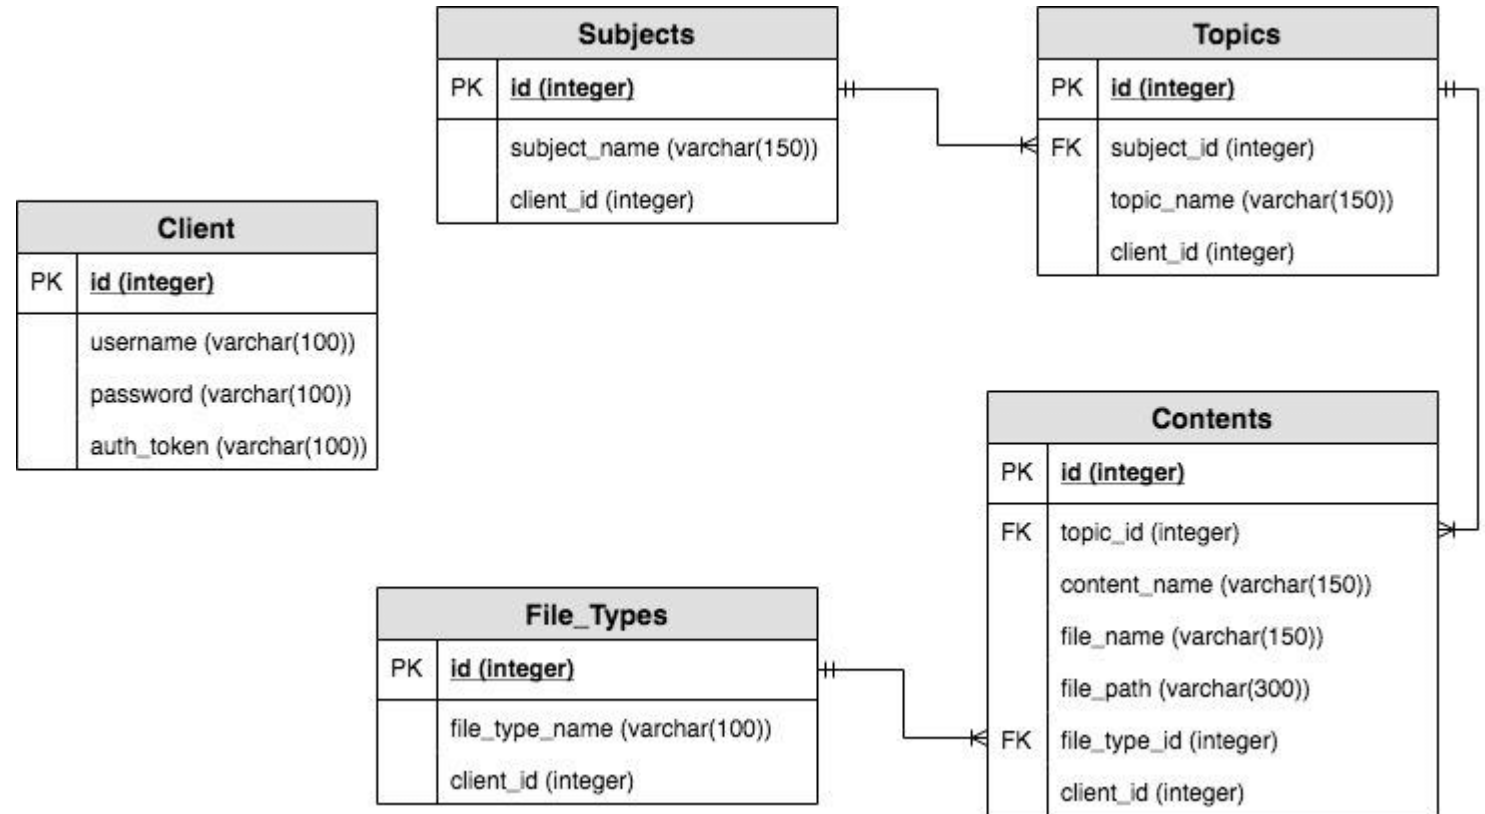 Subjects
PK id (integer)
subject_name (varchar(150))
client_id (integer)
Topics
PK id (integer)
FK subject_id (integer)
topic_name (varchar(150))
client_id (integer)
Client
PK id (integer)
username (varchar(100))
password (varchar(100))
auth_token (varchar(100))
Contents
PK id (integer)
FK topic_id (integer)
content_name (varchar(150))
file_name (varchar(150))
file_path (varchar(300))
FK file_type_id (integer)
client_id (integer)
File_Types
PK id (integer)
file_type_name (varchar(100))
client_id (integer)